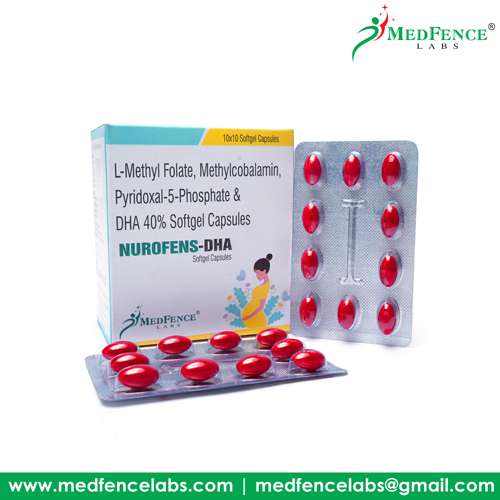 MEDFENCE®
LABS
10x10 Softgel Capsules
L-Methyl Folate, Methylcobalamin,
Pyridoxal-5-Phosphate &
DHA 40% Softgel Capsules
NUROFENS-DHA
Softgel Capsules
MEDFENCE®
LABS
www.medfencelabs.com | medfencelabs@gmail.com